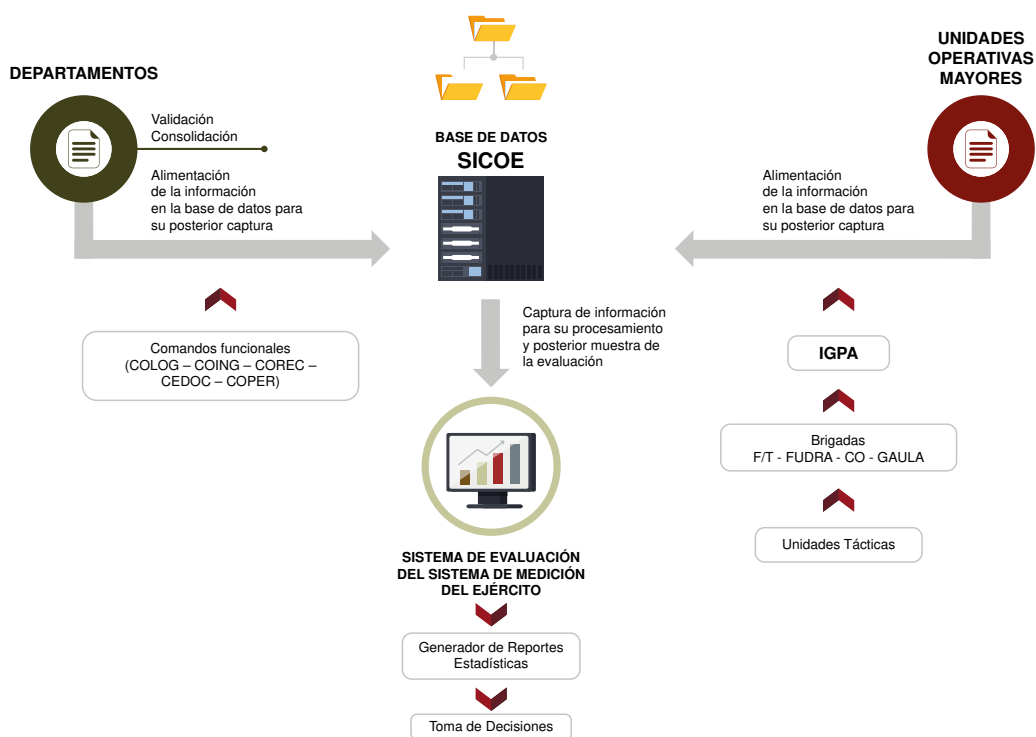 DEPARTAMENTOS
Validación
Consolidación
Alimentación
de la información
en la base de datos para
su posterior captura
Comandos funcionales
(COLOG – COING – COREC –
CEDOC – COPER)
BASE DE DATOS
SICOE
Captura de información
para su procesamiento
y posterior muestra de
la evaluación
SISTEMA DE EVALUACIÓN
DEL SISTEMA DE MEDICIÓN
DEL EJÉRCITO
Generador de Reportes
Estadísticas
Toma de Decisiones
UNIDADES
OPERATIVAS
MAYORES
Alimentación
de la información
en la base de datos para
su posterior captura
IGPA
Brigadas
F/T - FUDRA - CO - GAULA
Unidades Tácticas